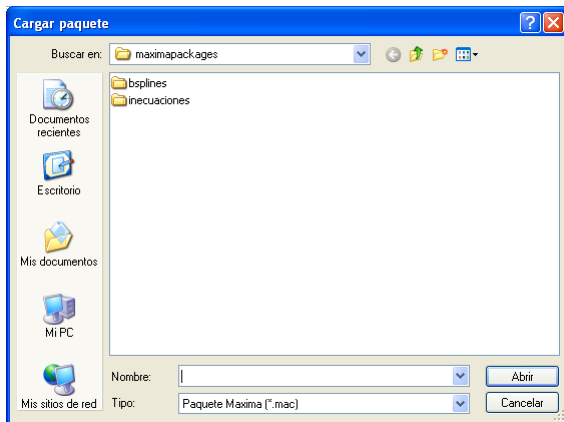 Cargar paquete
Buscar en:
maximapackages
bsplines
inecuaciones
Documentos
recientes
Escritorio
Mis documentos
Mi PC
Mis sitios de red
Nombre:
Abrir
Tipo:
Paquete Maxima (*.mac)
Cancelar